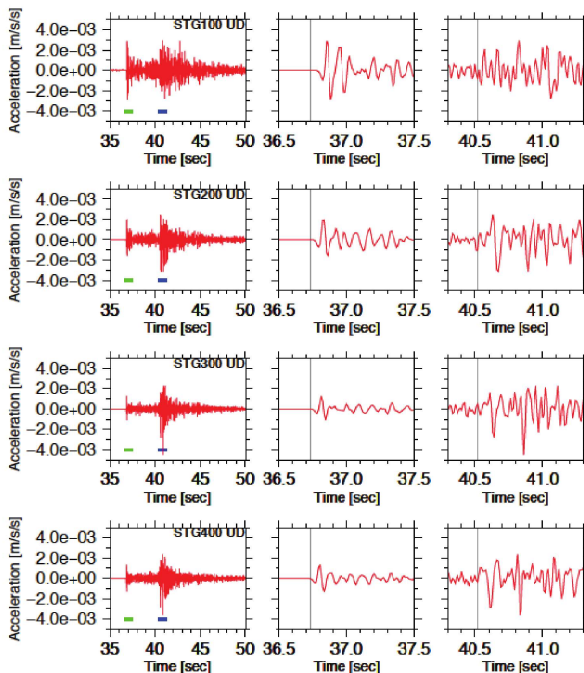 STG100 UD
Acceleration [m/s/s]
4.0e−03
2.0e−03
0.0e+00
−2.0e−03
−4.0e−03
35 40 45 50
Time [sec]
36.5 37.0 37.5
Time [sec]
40.5 41.0
Time [sec]
STG200 UD
Acceleration [m/s/s]
4.0e−03
2.0e−03
0.0e+00
−2.0e−03
−4.0e−03
35 40 45 50
Time [sec]
36.5 37.0 37.5
Time [sec]
40.5 41.0
Time [sec]
STG300 UD
Acceleration [m/s/s]
4.0e−03
2.0e−03
0.0e+00
−2.0e−03
−4.0e−03
35 40 45 50
Time [sec]
36.5 37.0 37.5
Time [sec]
40.5 41.0
Time [sec]
STG400 UD
Acceleration [m/s/s]
4.0e−03
2.0e−03
0.0e+00
−2.0e−03
−4.0e−03
35 40 45 50
Time [sec]
36.5 37.0 37.5
Time [sec]
40.5 41.0
Time [sec]